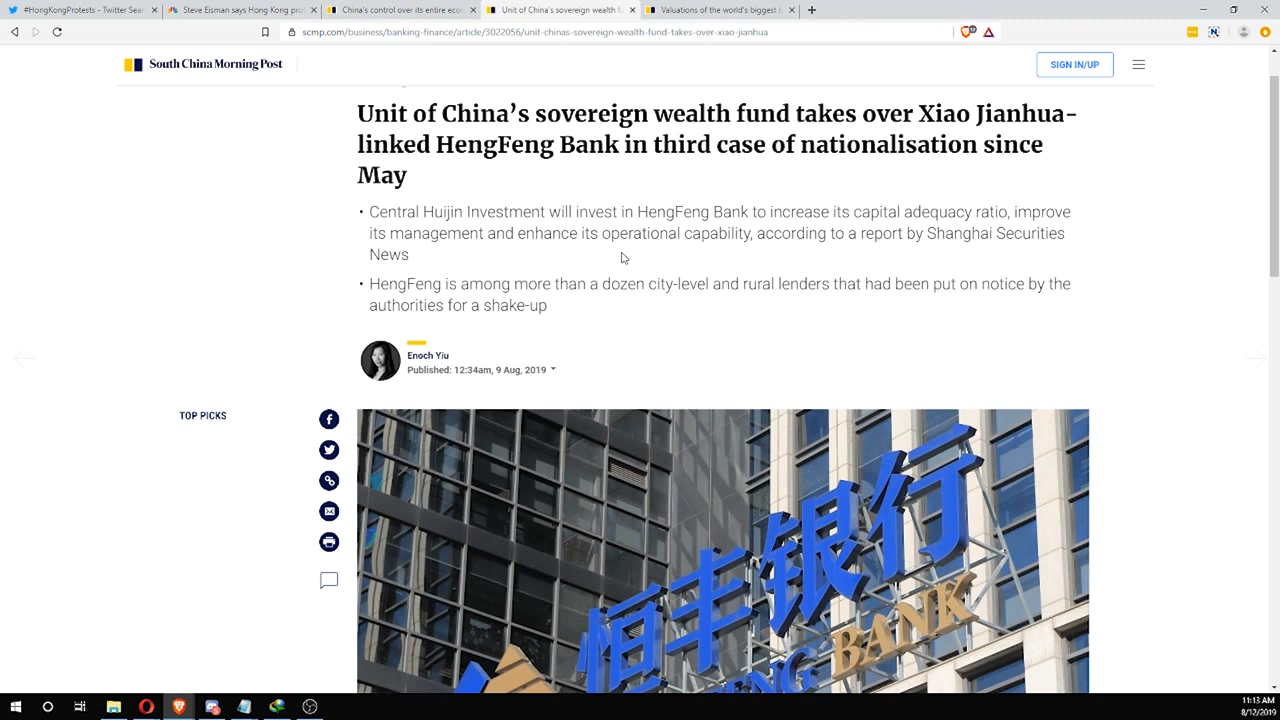 #HongKongProtests - Twitter Sear
Steve Eisman says Hong Kong pro
China's control over its entire econ
Unit of China's sovereign wealth f
Valuations of the world's biggest b
scmp.com/business/banking-finance/article/3022056/unit-chinas-sovereign-wealth-fund-takes-over-xiao-jianhua
South China Morning Post
SIGN IN/UP
Unit of China’s sovereign wealth fund takes over Xiao Jianhua-
linked HengFeng Bank in third case of nationalisation since
May
• Central Huijin Investment will invest in HengFeng Bank to increase its capital adequacy ratio, improve
its management and enhance its operational capability, according to a report by Shanghai Securities
News
• HengFeng is among more than a dozen city-level and rural lenders that had been put on notice by the
authorities for a shake-up
Enoch Yiu
Published: 12:34am, 9 Aug, 2019
TOP PICKS
恒丰银行
BANK
11:13 AM
8/12/2019